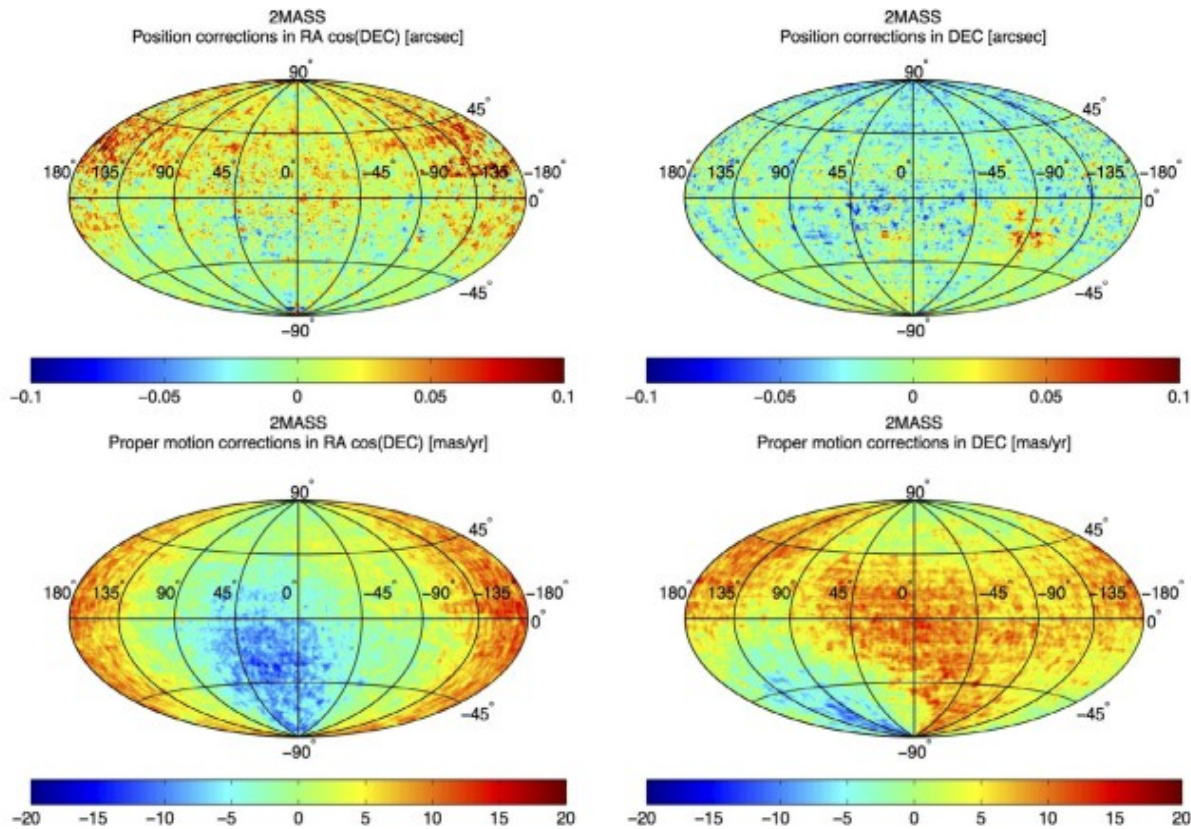 2MASS
Position corrections in RA cos(DEC) [arcsec]
90°
45°
180° 135° 90° 45° 0° −45° −90° −135° −180°
0°
−45°
−90°
−0.1 −0.05 0 0.05 0.1
2MASS
Position corrections in DEC [arcsec]
90°
45°
180° 135° 90° 45° 0° −45° −90° −135° −180°
0°
−45°
−90°
−0.1 −0.05 0 0.05 0.1
2MASS
Proper motion corrections in RA cos(DEC) [mas/yr]
90°
45°
180° 135° 90° 45° 0° −45° −90° −135° −180°
0°
−45°
−90°
−20 −15 −10 −5 0 5 10 15 20
2MASS
Proper motion corrections in DEC [mas/yr]
90°
45°
180° 135° 90° 45° 0° −45° −90° −135° −180°
0°
−45°
−90°
−20 −15 −10 −5 0 5 10 15 20